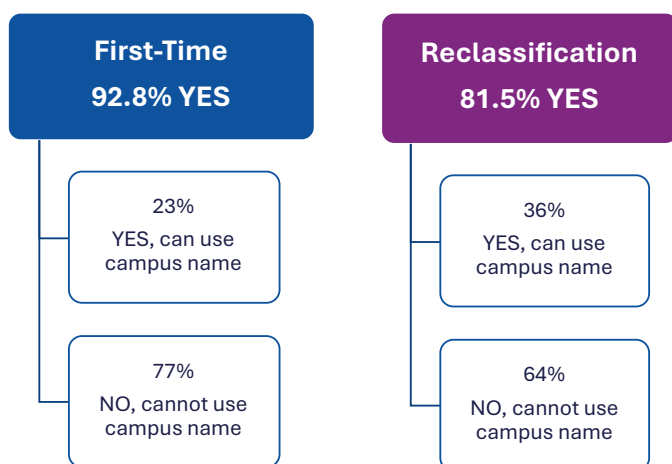 First-Time
92.8% YES
23%
YES, can use
campus name
77%
NO, cannot use
campus name
Reclassification
81.5% YES
36%
YES, can use
campus name
64%
NO, cannot use
campus name